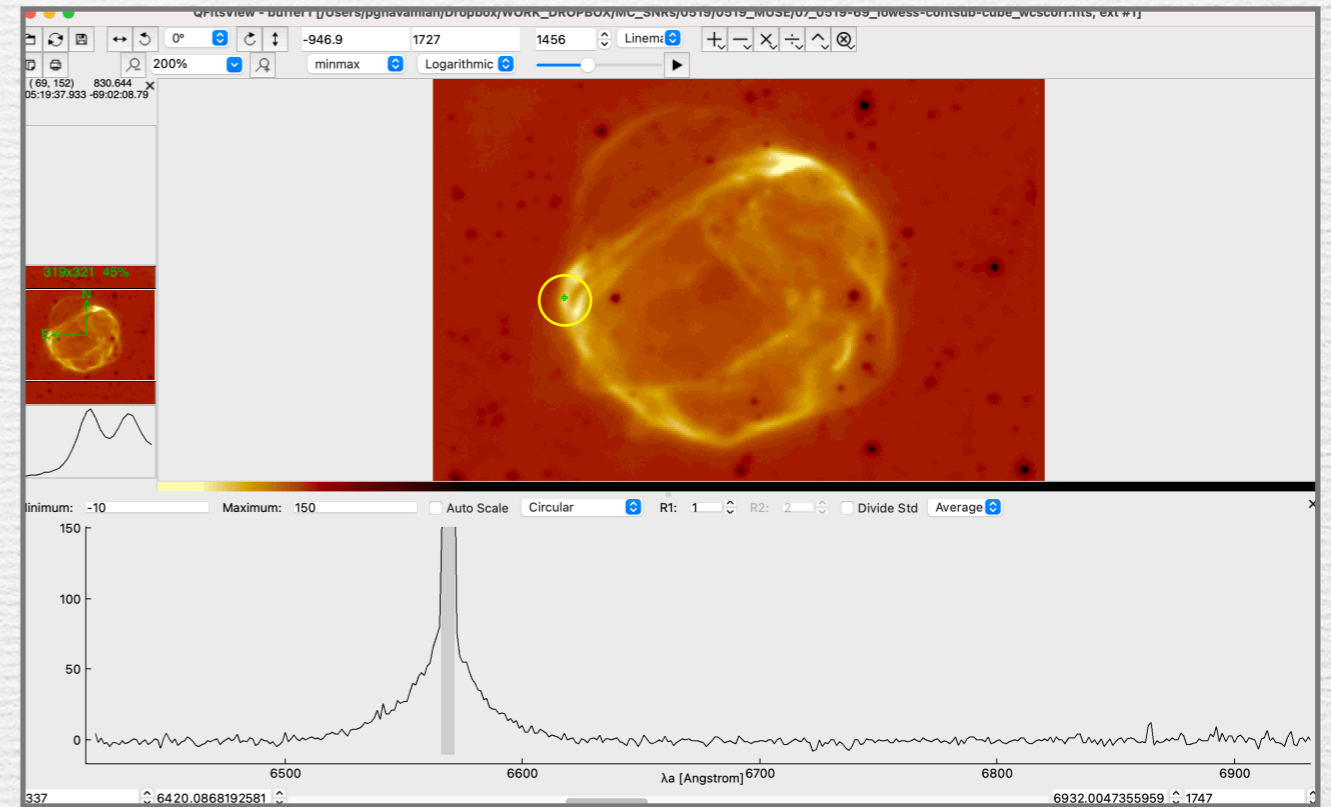 QFitsView - buffer1 [/Users/pghavamian/Dropbox/WORK_DROPBOX/MC_SNRs/0519/0519_MUSE/07_0519-69_lowess-contsub-cube_wcscorr.fits, ext #1]
0° -946.9 1727 1456 Linema
200% minmax Logarithmic
( 69, 152) 830.644
05:19:37.933 -69:02:08.79
319x321 45%
N
E
inimum: -10 Maximum: 150 Auto Scale Circular R1: 1 R2: 2 Divide Std Average
150
100
50
0
6500 6600 6700 6800 6900
λa [Angstrom]
337 6420.0868192581 6932.0047355959 1747